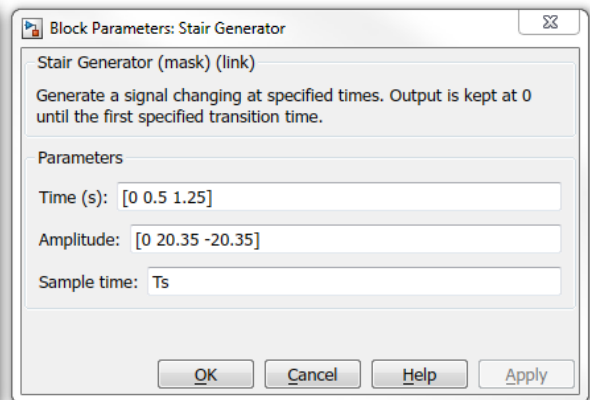 Block Parameters: Stair Generator
Stair Generator (mask) (link)
Generate a signal changing at specified times. Output is kept at 0
until the first specified transition time.
Parameters
Time (s): [0 0.5 1.25]
Amplitude: [0 20.35 -20.35]
Sample time: Ts
OK Cancel Help Apply